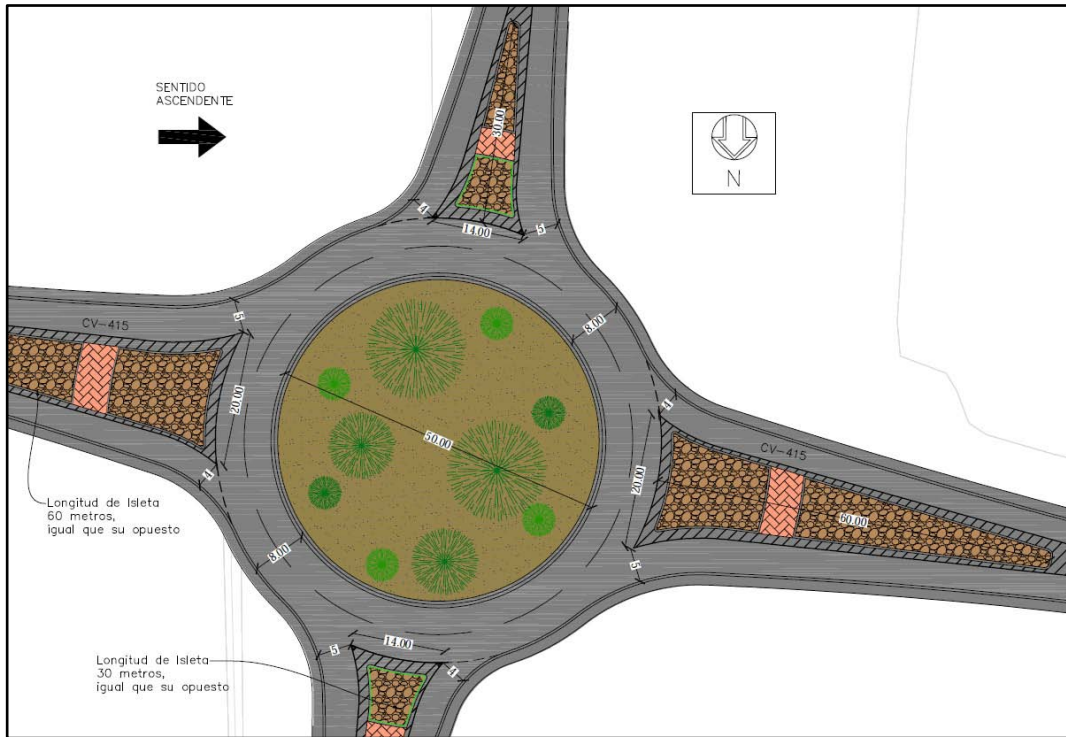 SENTIDO
ASCENDENTE
N
30.00
4
14.00
5
CV-415
5
8.00
20.00
50.00
4
CV-415
20.00
60.00
4
Longitud de Isleta
60 metros,
igual que su opuesto
8.00
5
14.00
5
4
Longitud de Isleta
30 metros,
igual que su opuesto